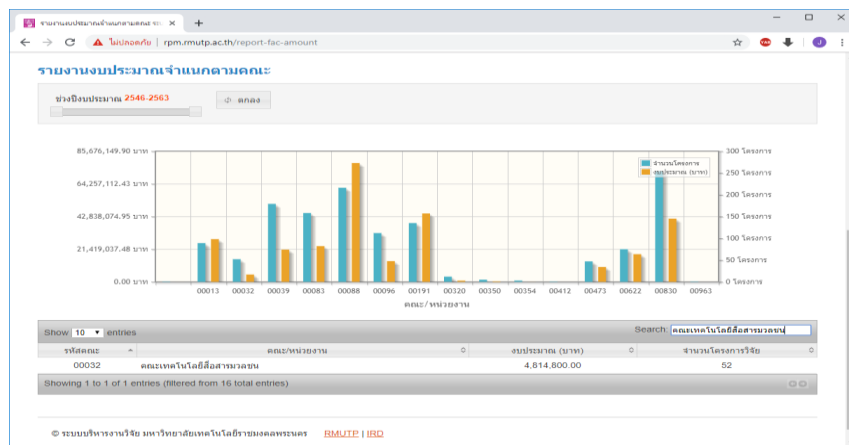 รายงานงบประมาณจำแนกตามคณะ
ไม่ปลอดภัย | rpm.rmutp.ac.th/report-fac-amount
รายงานงบประมาณจำแนกตามคณะ
ช่วงปีงบประมาณ 2546-2563 ตกลง
85,676,149.90 บาท 300 โครงการ
จำนวนโครงการ
งบประมาณ (บาท)
250 โครงการ
64,257,112.43 บาท
200 โครงการ
42,838,074.95 บาท 150 โครงการ
100 โครงการ
21,419,037.48 บาท
50 โครงการ
0.00 บาท 0 โครงการ
00013 00032 00039 00083 00088 00096 00191 00320 00350 00354 00412 00473 00622 00830 00963
คณะ/หน่วยงาน
Show 10 entries Search: คณะเทคโนโลยีสื่อสารมวลชน
รหัสคณะ คณะ/หน่วยงาน งบประมาณ (บาท) จำนวนโครงการวิจัย
00032 คณะเทคโนโลยีสื่อสารมวลชน 4,814,800.00 52
Showing 1 to 1 of 1 entries (filtered from 16 total entries)
© ระบบบริหารงานวิจัย มหาวิทยาลัยเทคโนโลยีราชมงคลพระนคร RMUTP | IRD